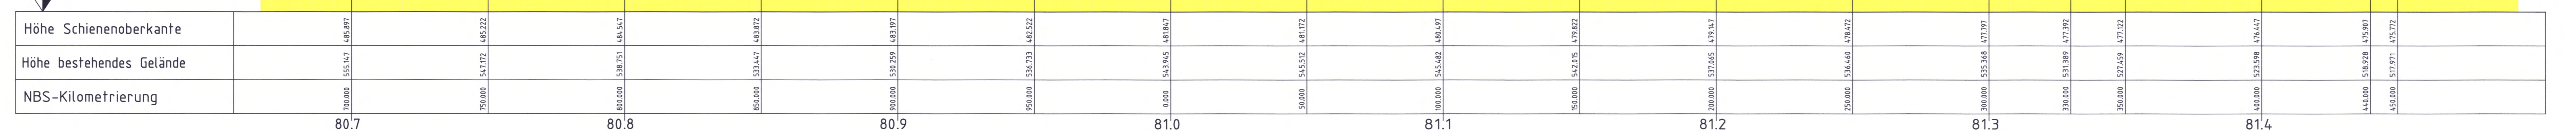 Höhe Schienenoberkante 485.897 485.222 484.547 483.872 483.197 482.522 481.847 481.172 480.497 479.822 479.147 478.472 477.797 477.392 477.122 476.447 475.907 475.772
Höhe bestehendes Gelände 555.147 547.172 538.751 533.447 530.259 536.733 543.945 545.512 545.482 542.015 537.065 536.460 535.368 531.389 527.459 523.598 518.928 517.971
NBS-Kilometrierung 700.000 750.000 800.000 850.000 900.000 950.000 0.000 50.000 100.000 150.000 200.000 250.000 300.000 330.000 350.000 400.000 440.000 450.000
80.7 80.8 80.9 81.0 81.1 81.2 81.3 81.4